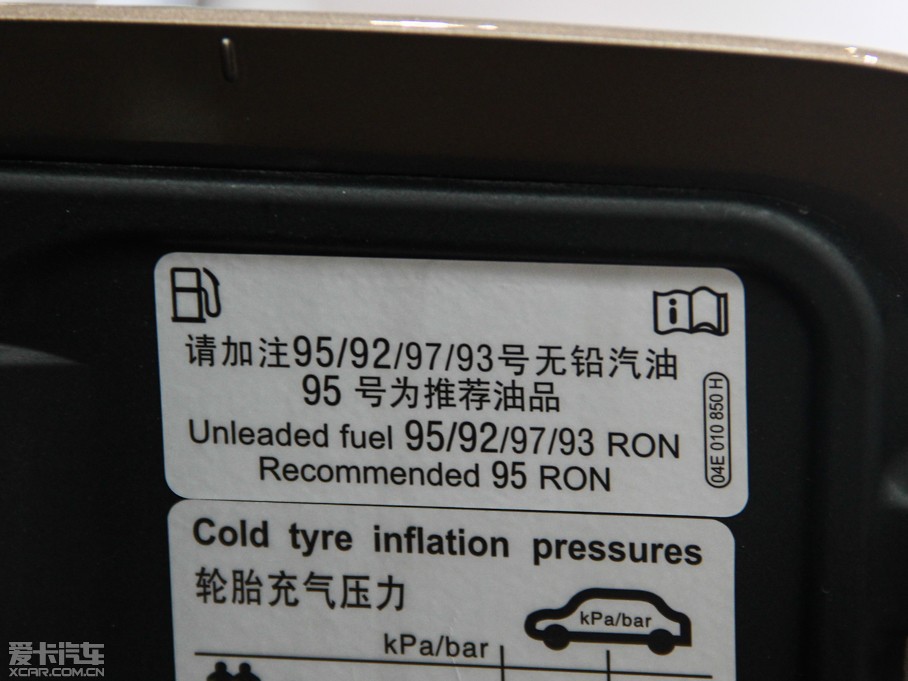 请加注95/92/97/93号无铅汽油
95 号为推荐油品
Unleaded fuel 95/92/97/93 RON
Recommended 95 RON
04E 010 850 H
Cold tyre inflation pressures
轮胎充气压力
kPa/bar
kPa/bar
爱卡汽车
XCAR.COM.CN